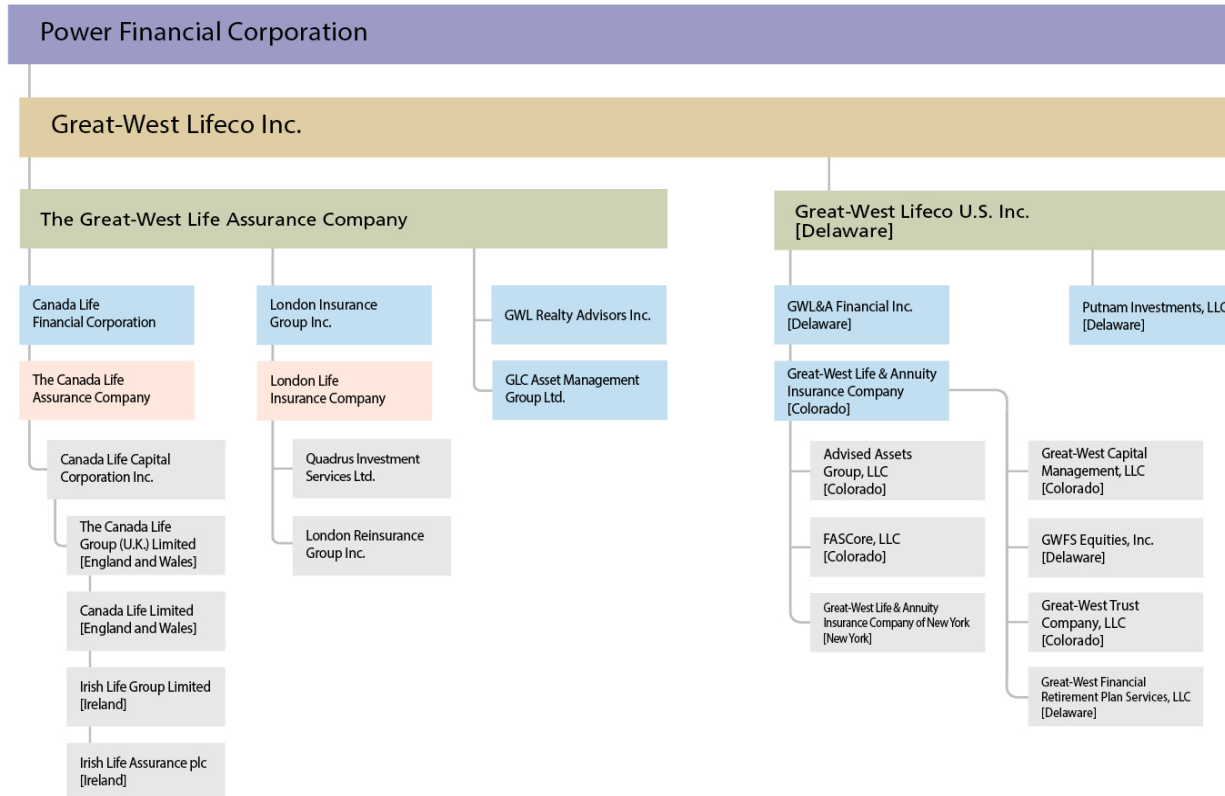 Power Financial Corporation
Great-West Lifeco Inc.
The Great-West Life Assurance Company
Great-West Lifeco U.S. Inc.
[Delaware]
Canada Life
Financial Corporation
London Insurance
Group Inc.
GWL Realty Advisors Inc.
GWL&A Financial Inc.
[Delaware]
Putnam Investments, LLC
[Delaware]
The Canada Life
Assurance Company
London Life
Insurance Company
GLC Asset Management
Group Ltd.
Great-West Life & Annuity
Insurance Company
[Colorado]
Canada Life Capital
Corporation Inc.
Quadrus Investment
Services Ltd.
Advised Assets
Group, LLC
[Colorado]
Great-West Capital
Management, LLC
[Colorado]
The Canada Life
Group (U.K.) Limited
[England and Wales]
London Reinsurance
Group Inc.
FASCore, LLC
[Colorado]
GWFS Equities, Inc.
[Delaware]
Canada Life Limited
[England and Wales]
Great-West Life & Annuity
Insurance Company of New York
[New York]
Great-West Trust
Company, LLC
[Colorado]
Irish Life Group Limited
[Ireland]
Great-West Financial
Retirement Plan Services, LLC
[Delaware]
Irish Life Assurance plc
[Ireland]